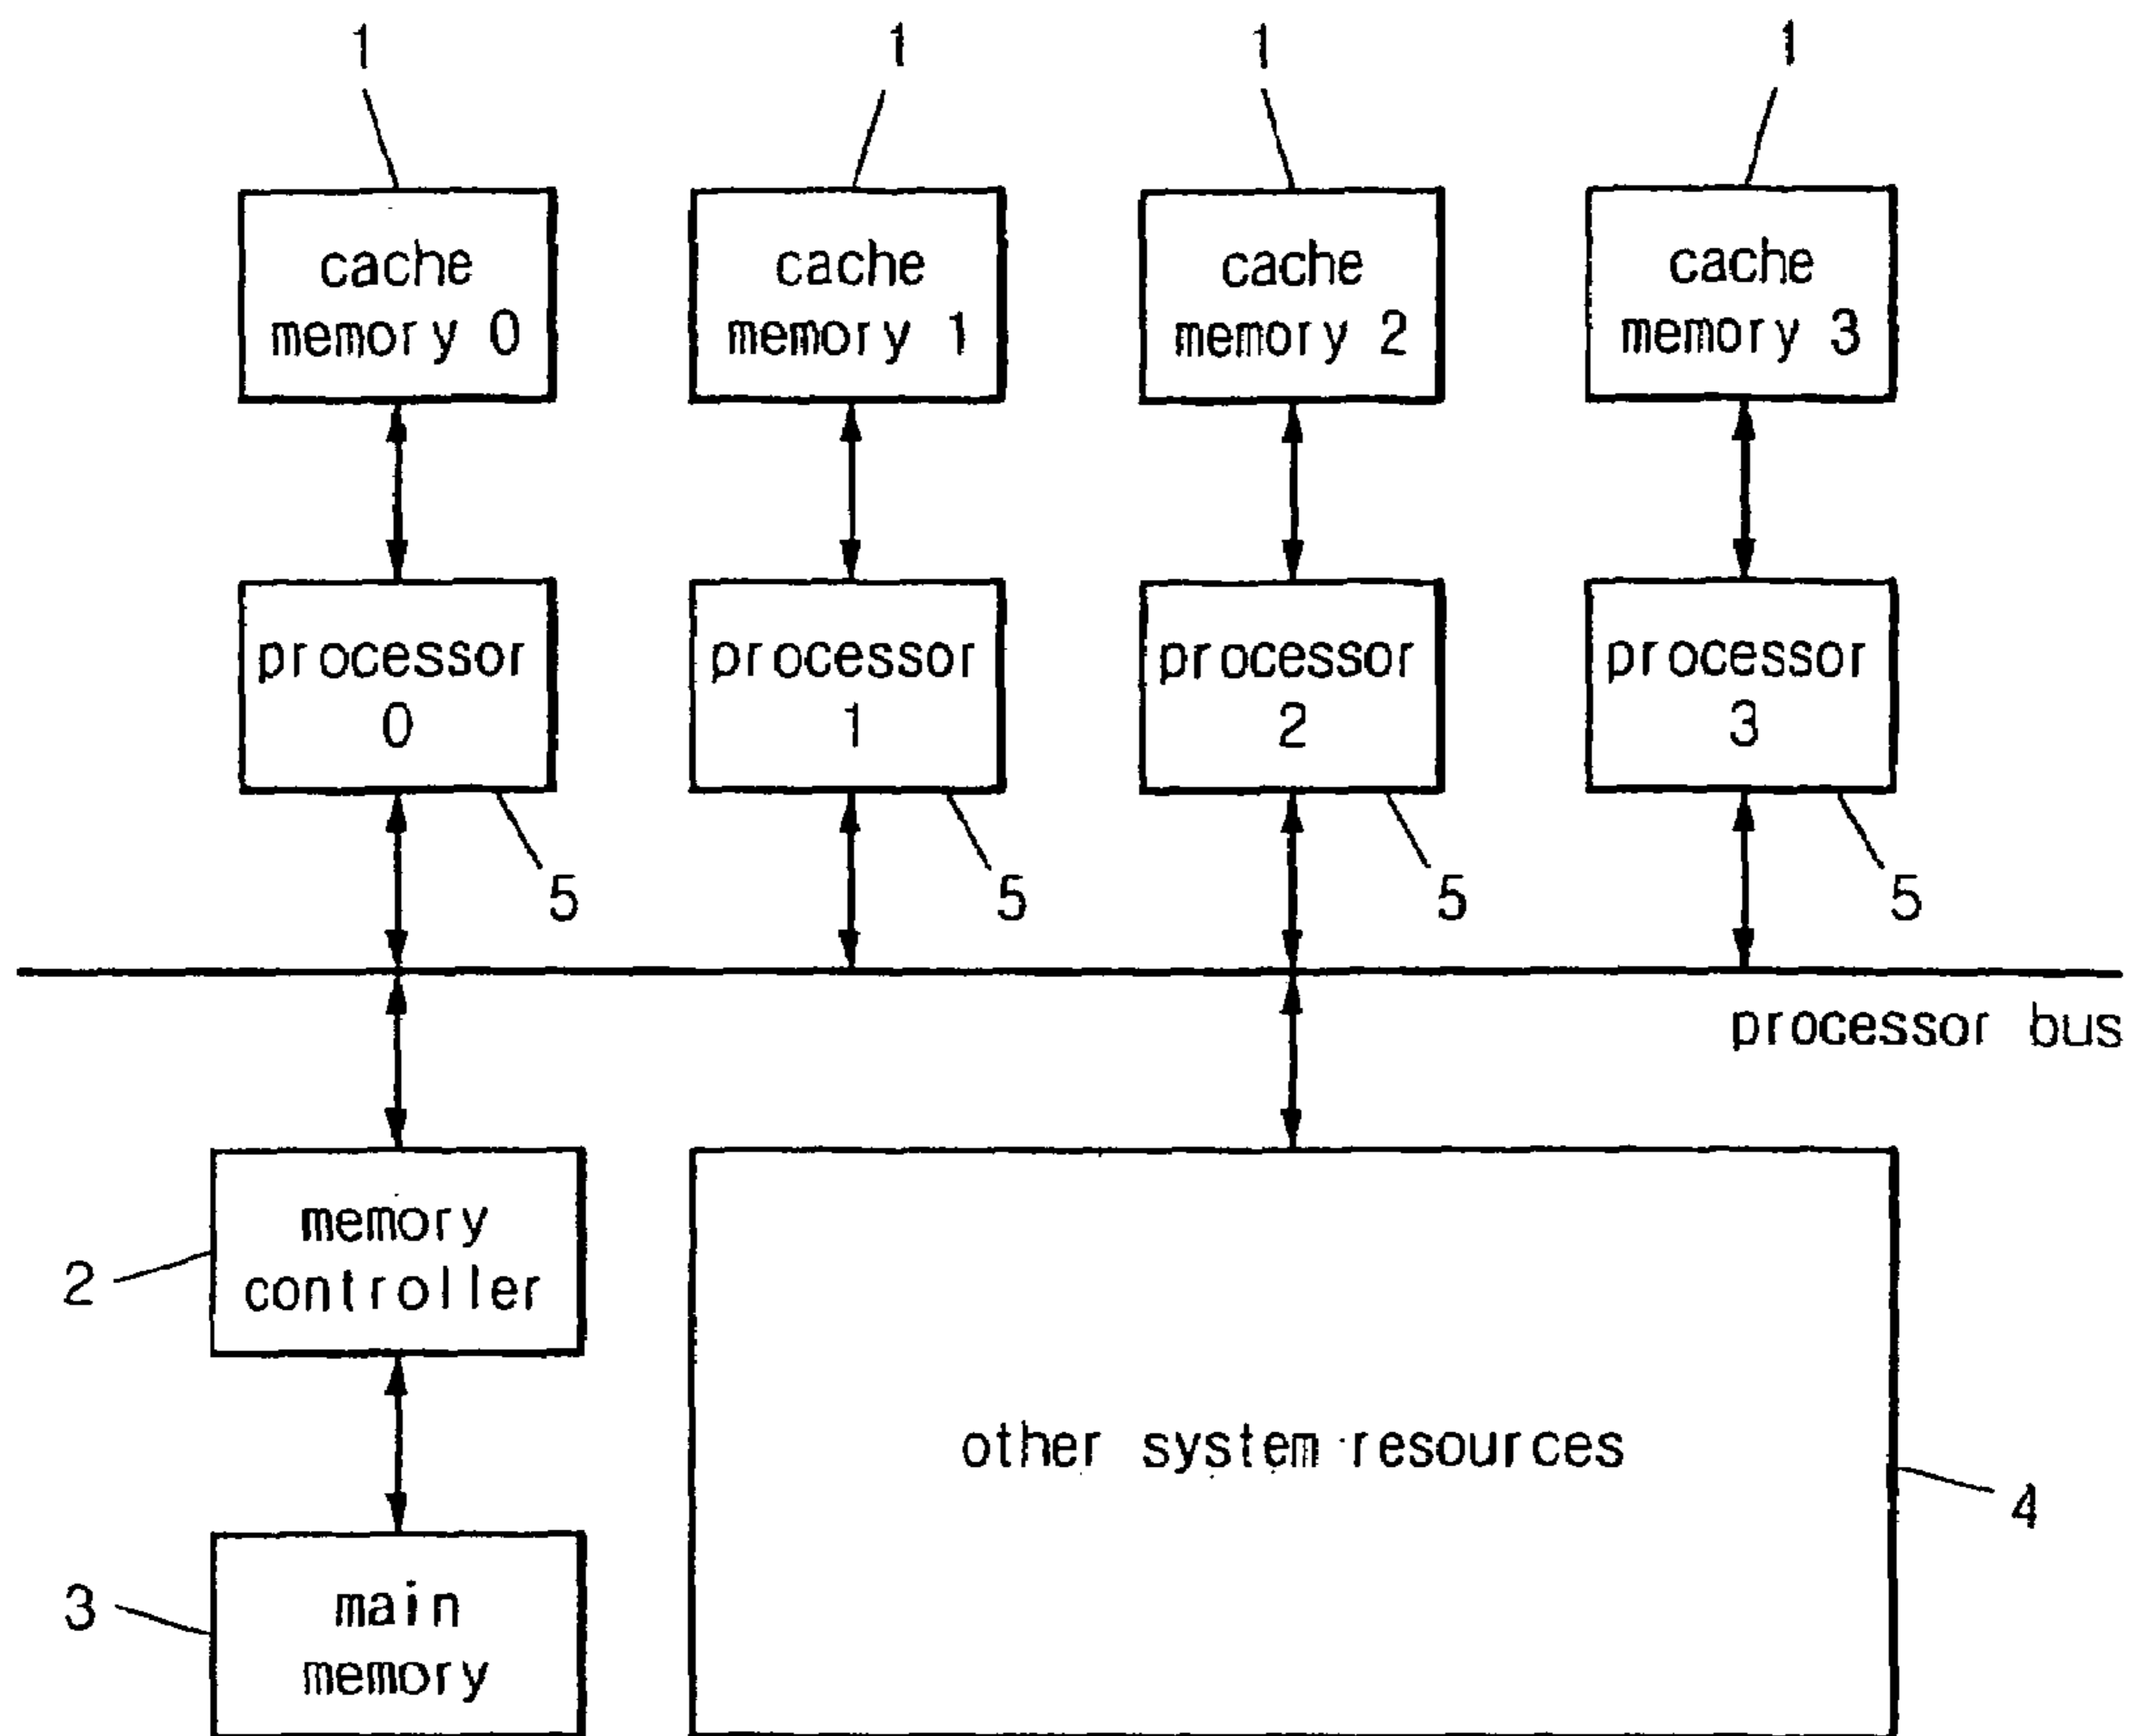 1 1 1 1
cache cache cache cache
memory 0 memory 1 memory 2 memory 3
processor processor processor processor
0 1 2 3
5 5 5 5
processor bus
memory
2 controller
other system resources
4
3 main
memory